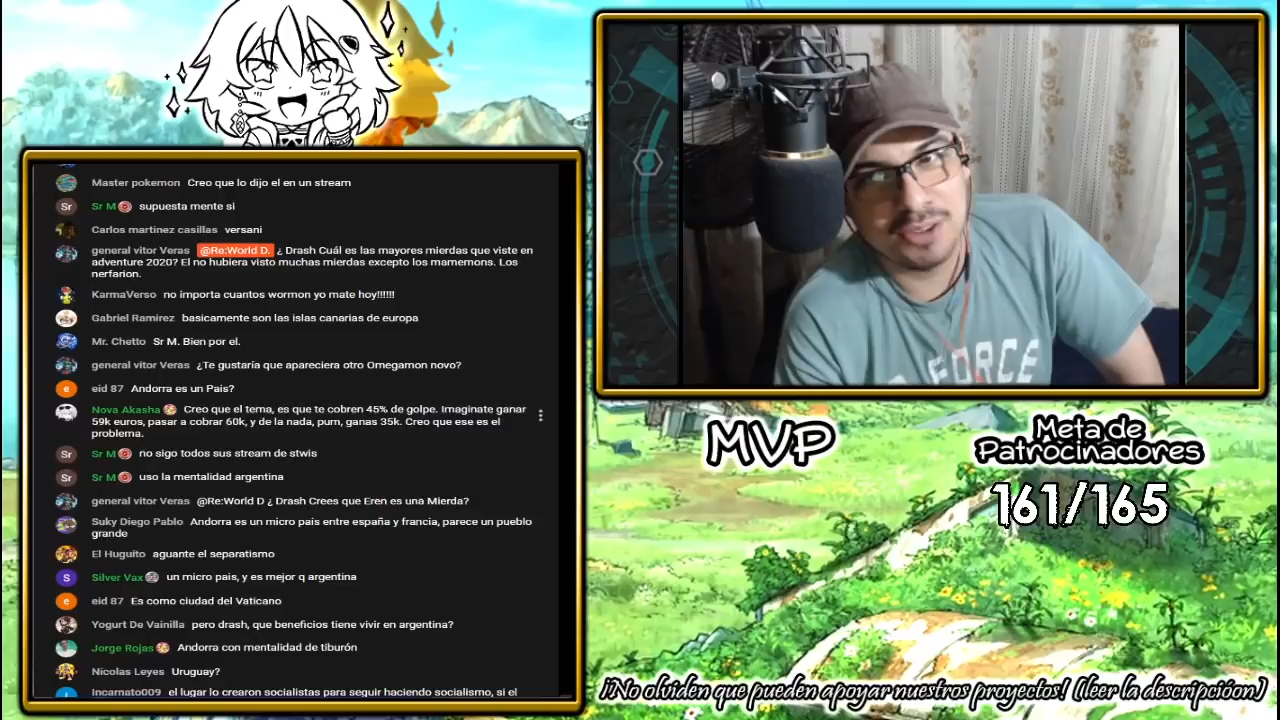 Master pokemon Creo que lo dijo el en un stream
Sr Sr M supuesta mente si
Carlos martinez casillas versani
general vitor Veras @Re:World D. ¿ Drash Cuál es las mayores mierdas que viste en
adventure 2020? El no hubiera visto muchas mierdas excepto los mamemons. Los
nerfarion.
KarmaVerso no importa cuantos wormon yo mate hoy!!!!!!
Gabriel Ramirez basicamente son las islas canarias de europa
Mr. Chetto Sr M. Bien por el.
general vitor Veras ¿Te gustaría que apareciera otro Omegamon novo?
e eid 87 Andorra es un Pais?
Nova Akasha Creo que el tema, es que te cobren 45% de golpe. Imaginate ganar
59k euros, pasar a cobrar 60k, y de la nada, pum, ganas 35k. Creo que ese es el
problema.
Sr Sr M no sigo todos sus stream de stwis
Sr Sr M uso la mentalidad argentina
general vitor Veras @Re:World D ¿ Drash Crees que Eren es una Mierda?
Suky Diego Pablo Andorra es un micro pais entre españa y francia, parece un pueblo
grande
El Huguito aguante el separatismo
S Silver Vax un micro pais, y es mejor q argentina
e eid 87 Es como ciudad del Vaticano
Yogurt De Vainilla pero drash, que beneficios tiene vivir en argentina?
Jorge Rojas Andorra con mentalidad de tiburón
Nicolas Leyes Uruguay?
Incarnato009 el lugar lo crearon socialistas para seguir haciendo socialismo, si el
FORCE
MVP
Meta de
Patrocinadores
161/165
¡No olviden que pueden apoyar nuestros proyectos! (leer la descripcióon)